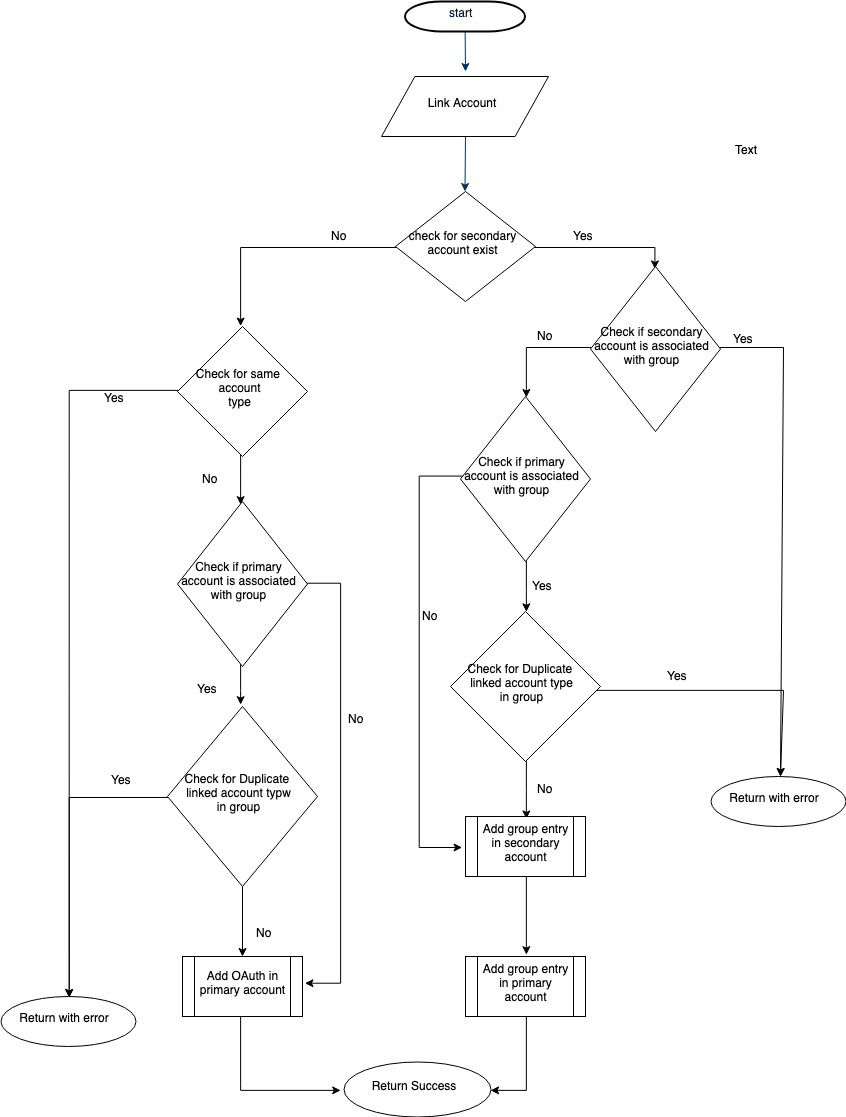 start
Link Account
Text
check for secondary
account exist
No
Yes
Check if secondary
account is associated
with group
No
Yes
Check for same
account
type
Yes
No
Check if primary
account is associated
with group
No
Yes
Check if primary
account is associated
with group
Yes
No
Check for Duplicate
linked account type
in group
Yes
No
Check for Duplicate
linked account typw
in group
Yes
No
Add group entry
in secondary
account
Return with error
Add OAuth in
primary account
Add group entry
in primary
account
Return with error
Return Success